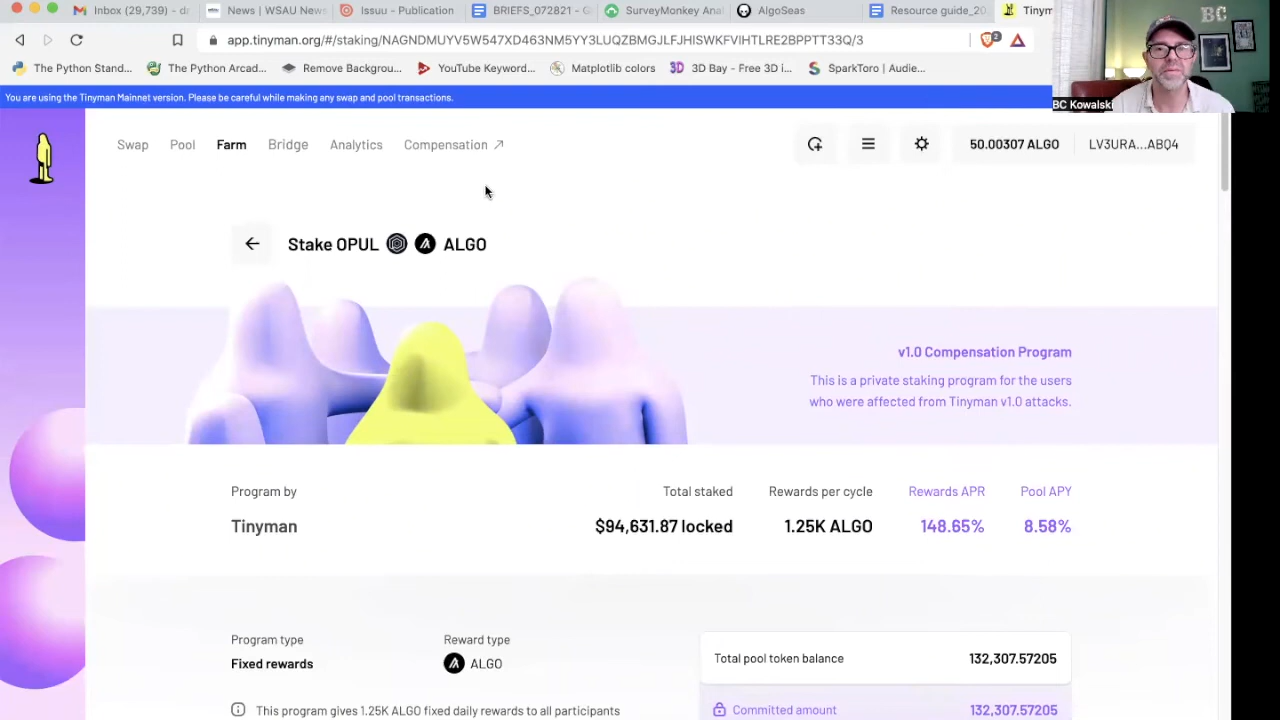 Inbox (29,739) – dr
News | WSAU News
Issuu - Publication
BRIEFS_072821 - G
SurveyMonkey Anal
AlgoSeas
Resource guide_20
Tinym
app.tinyman.org/#/staking/NAGNDMUYV5W547XD463NM5YY3LUQZBMGJLFJHISWKFVIHTLRE2BPPTT33Q/3
2
BC
The Python Stand...
The Python Arcad...
Remove Backgrou...
YouTube Keyword...
Matplotlib colors
3D Bay - Free 3D i...
SparkToro | Audie...
You are using the Tinyman Mainnet version. Please be careful while making any swap and pool transactions.
BC Kowalski
Swap Pool Farm Bridge Analytics Compensation ↗
50.00307 ALGO LV3URA...ABQ4
Stake OPUL ALGO
v1.0 Compensation Program
This is a private staking program for the users
who were affected from Tinyman v1.0 attacks.
Program by Total staked Rewards per cycle Rewards APR Pool APY
Tinyman $94,631.87 locked 1.25K ALGO 148.65% 8.58%
Program type Reward type
Fixed rewards ALGO
Total pool token balance 132,307.57205
This program gives 1.25K ALGO fixed daily rewards to all participants
Committed amount 132,307.57205